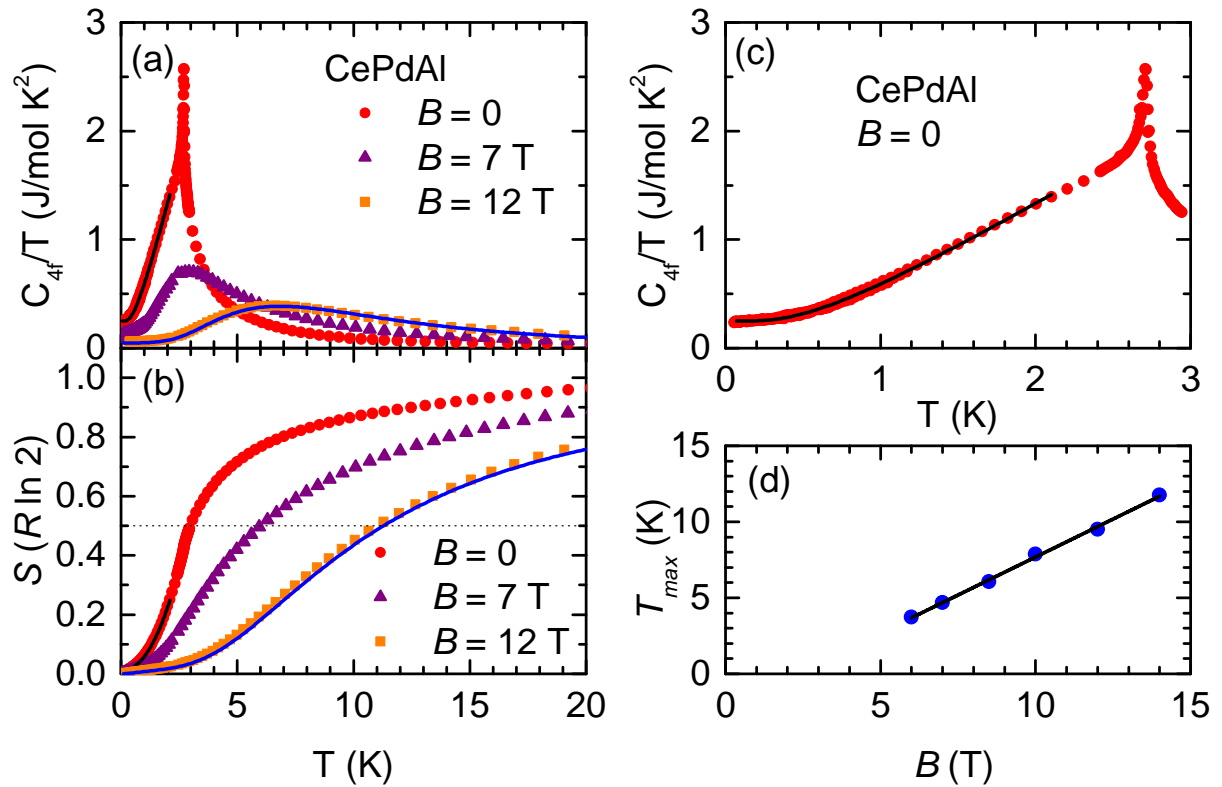 (a)
CePdAl
B = 0
B = 7 T
B = 12 T
C4f/T (J/mol K²)
3
2
1
0
(b)
B = 0
B = 7 T
B = 12 T
S (R ln 2)
1.0
0.8
0.6
0.4
0.2
0.0
0 5 10 15 20
T (K)
(c)
CePdAl
B = 0
C4f/T (J/mol K²)
3
2
1
0
0 1 2 3
T (K)
(d)
Tmax (K)
15
10
5
0
0 5 10 15
B (T)